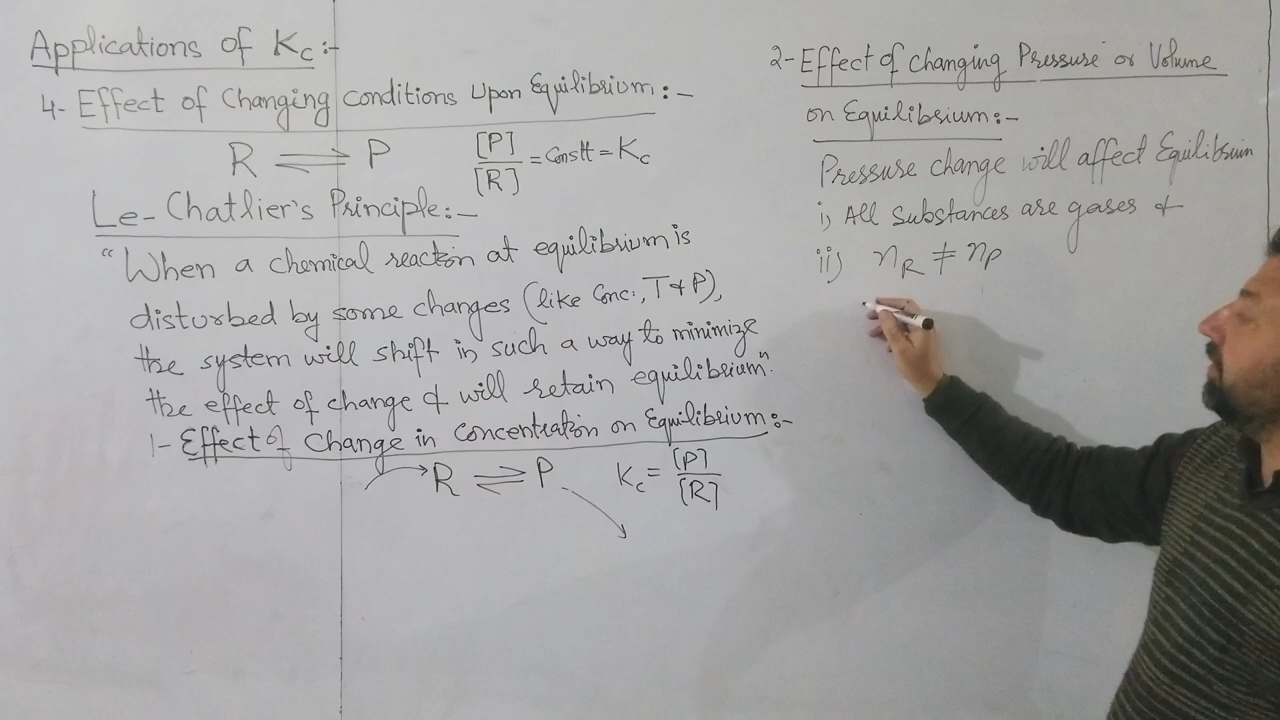 Applications of Kc:-
4- Effect of Changing Conditions Upon Equilibrium:-
R ⇌ P [P]/[R] = Constt = Kc
Le-Chatlier's Principle:-
"When a chemical reaction at equilibrium is
disturbed by some changes (like Conc., T & P),
the system will shift in such a way to minimize
the effect of change & will retain equilibrium".
1- Effect of Change in Concentration on Equilibrium:-
R ⇌ P Kc = [P]/[R]
2- Effect of changing Pressure or Volume
on Equilibrium:-
Pressure change will affect Equilibrium
i, All substances are gases &
ii, nR ≠ nP